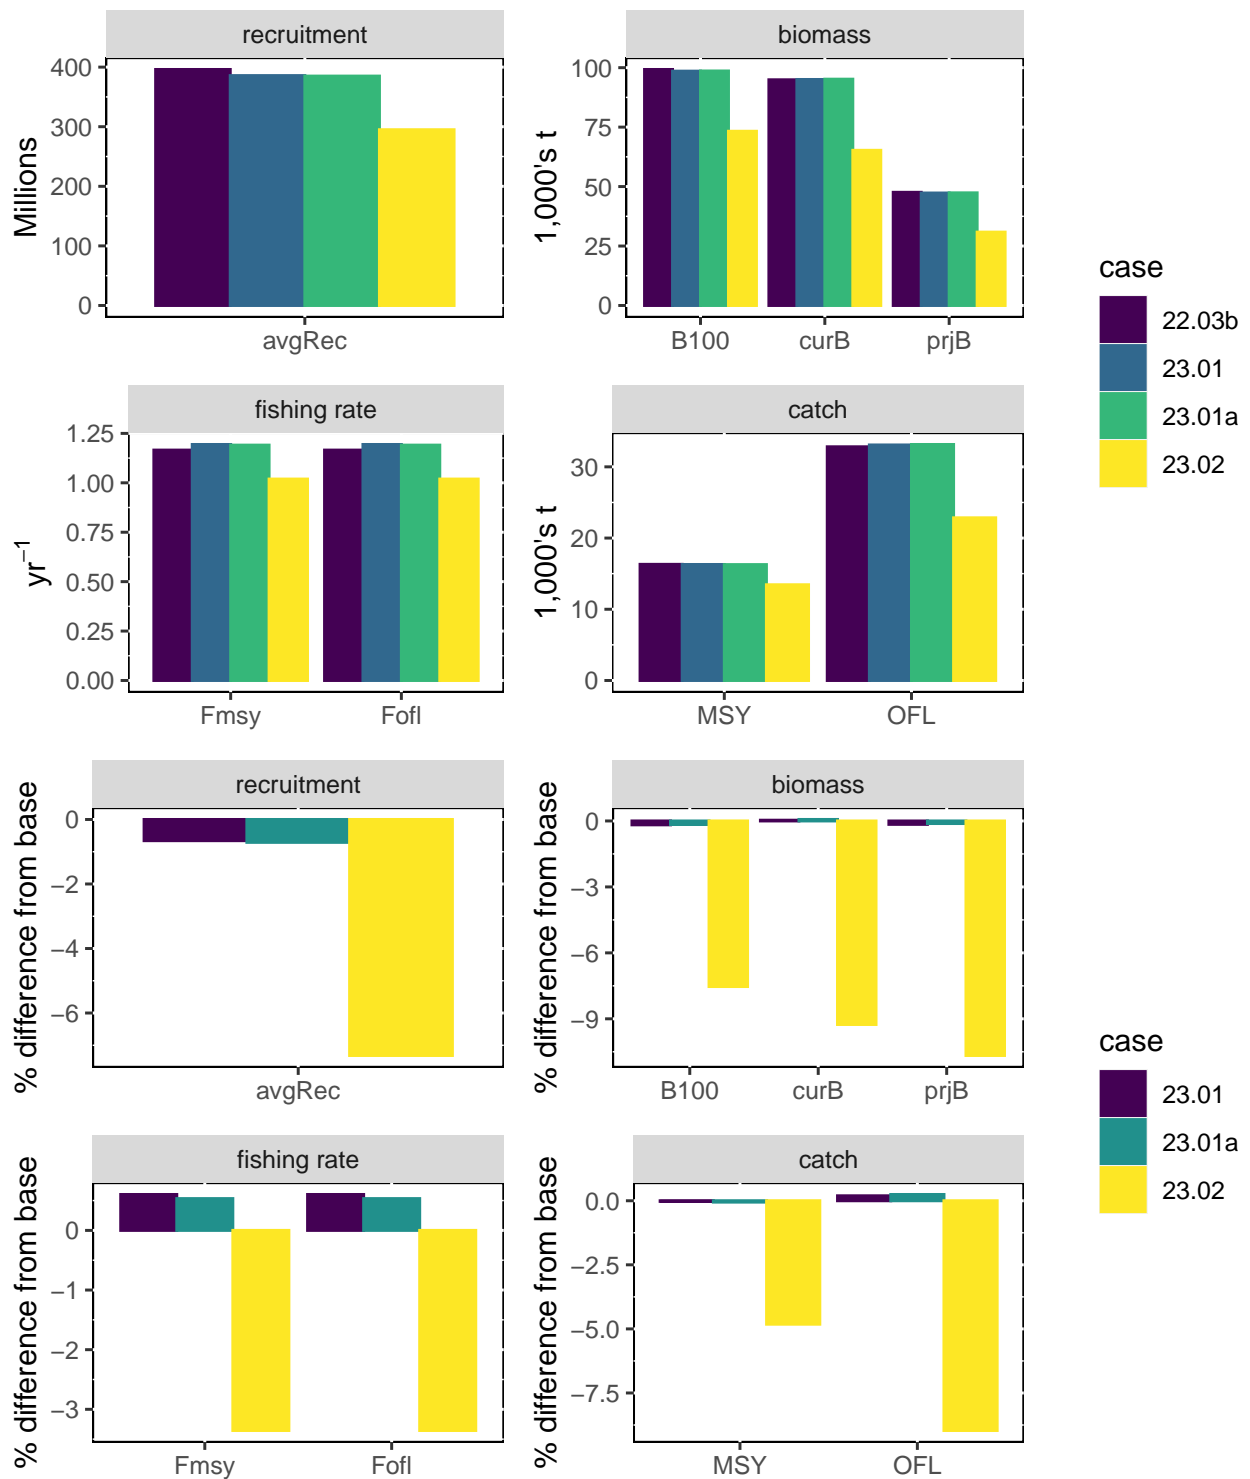 recruitment
Millions
400
300
200
100
0
avgRec
biomass
1,000's t
100
75
50
25
0
B100 curB prjB
fishing rate
yr⁻¹
1.25
1.00
0.75
0.50
0.25
0.00
Fmsy Fofl
catch
1,000's t
30
20
10
0
MSY OFL
case
22.03b
23.01
23.01a
23.02
recruitment
% difference from base
0
−2
−4
−6
avgRec
biomass
% difference from base
0
−3
−6
−9
B100 curB prjB
fishing rate
% difference from base
0
−1
−2
−3
Fmsy Fofl
catch
% difference from base
0.0
−2.5
−5.0
−7.5
MSY OFL
case
23.01
23.01a
23.02